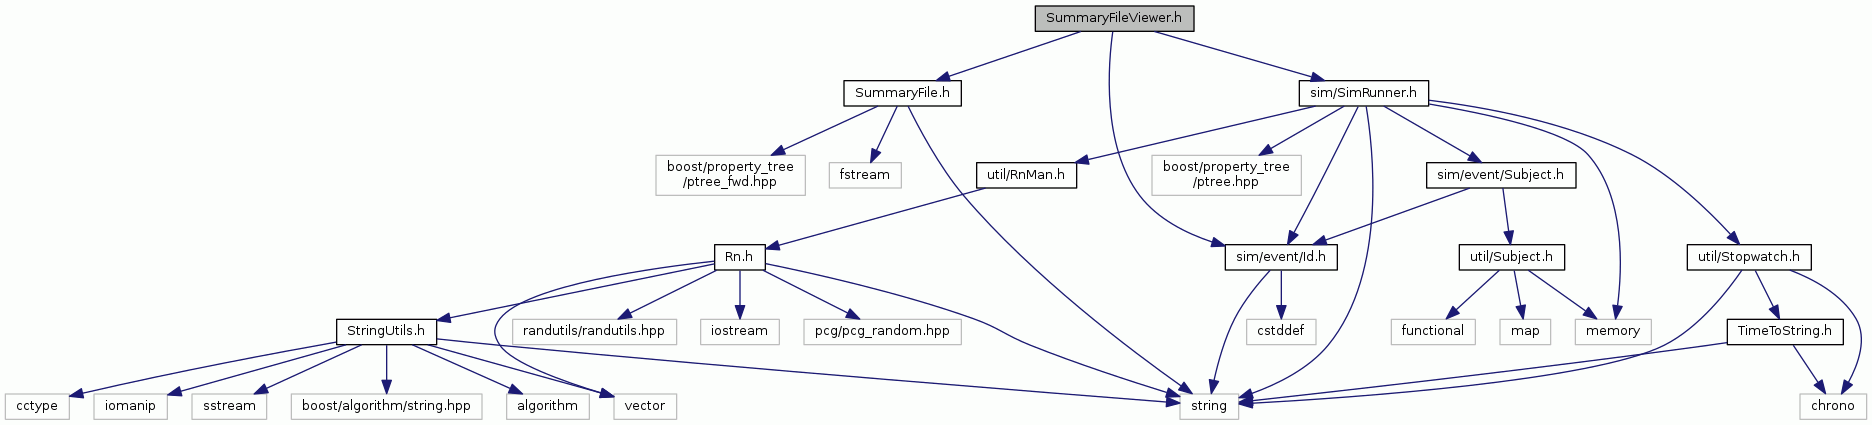 SummaryFileViewer.h
SummaryFile.h
sim/SimRunner.h
boost/property_tree
/ptree_fwd.hpp
fstream
util/RnMan.h
boost/property_tree
/ptree.hpp
sim/event/Subject.h
Rn.h
sim/event/Id.h
util/Subject.h
util/Stopwatch.h
StringUtils.h
randutils/randutils.hpp
iostream
pcg/pcg_random.hpp
cstddef
functional
map
memory
TimeToString.h
cctype
iomanip
sstream
boost/algorithm/string.hpp
algorithm
vector
string
chrono